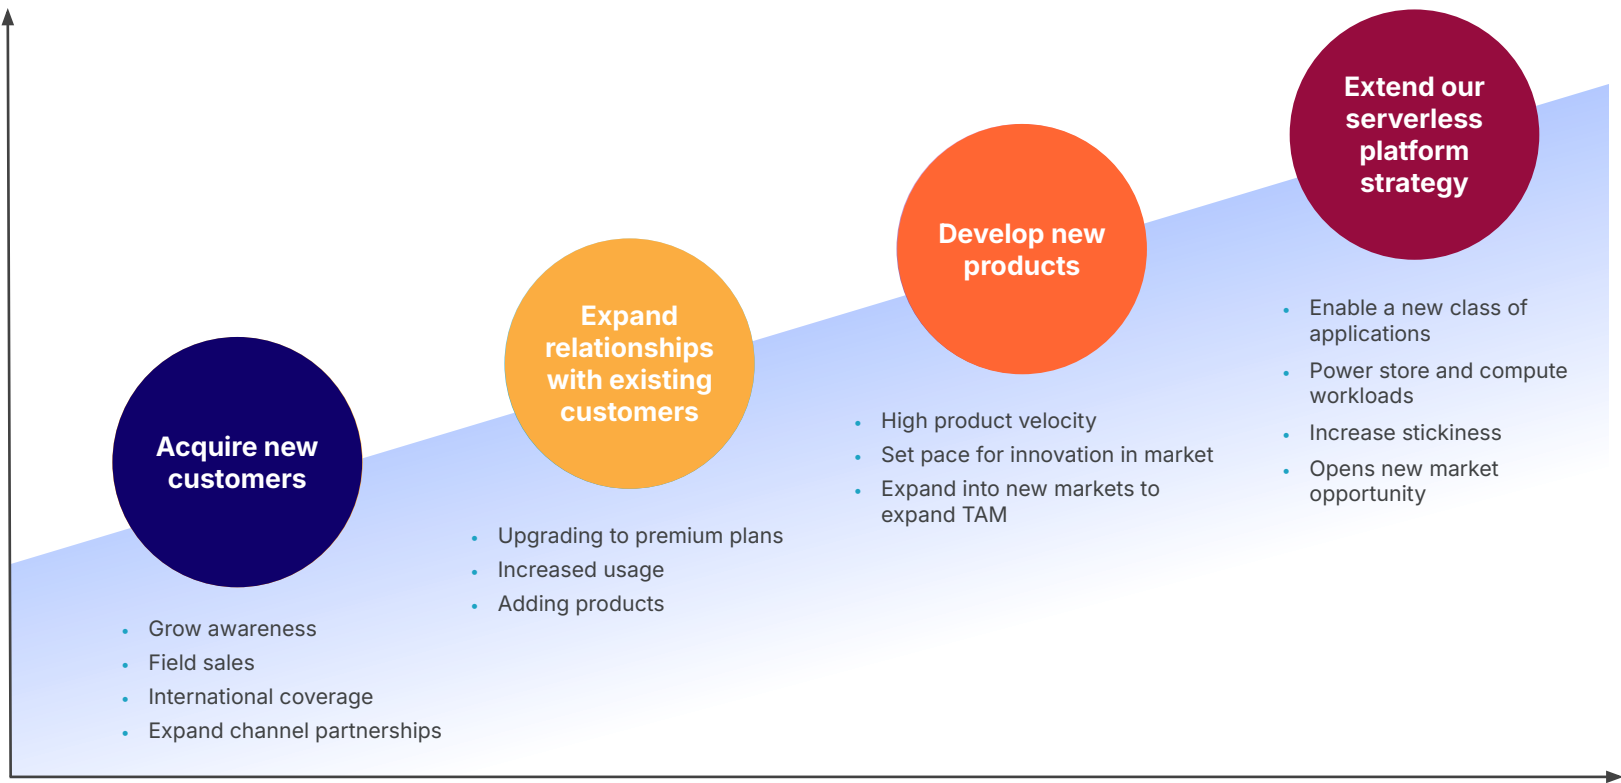 Acquire new
customers
• Grow awareness
• Field sales
• International coverage
• Expand channel partnerships
Expand
relationships
with existing
customers
• Upgrading to premium plans
• Increased usage
• Adding products
Develop new
products
• High product velocity
• Set pace for innovation in market
• Expand into new markets to
expand TAM
Extend our
serverless
platform
strategy
• Enable a new class of
applications
• Power store and compute
workloads
• Increase stickiness
• Opens new market
opportunity